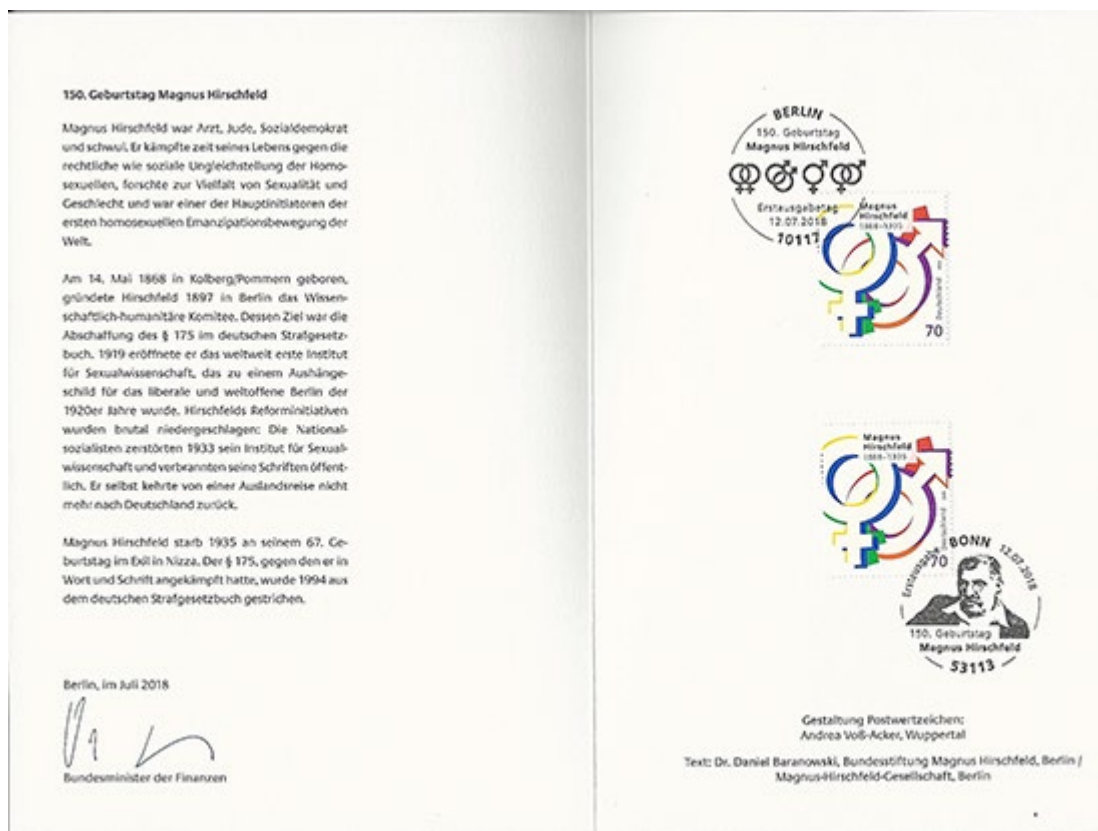 150. Geburtstag Magnus Hirschfeld
Magnus Hirschfeld war Arzt, Jude, Sozialdemokrat
und schwul. Er kämpfte zeit seines Lebens gegen die
rechtliche wie soziale Ungleichstellung der Homo-
sexuellen, forschte zur Vielfalt von Sexualität und
Geschlecht und war einer der Hauptinitiatoren der
ersten homosexuellen Emanzipationsbewegung der
Welt.
Am 14. Mai 1868 in Kolberg/Pommern geboren,
gründete Hirschfeld 1897 in Berlin das Wissen-
schaftlich-humanitäre Komitee. Dessen Ziel war die
Abschaffung des § 175 im deutschen Strafgesetz-
buch. 1919 eröffnete er das weltweit erste Institut
für Sexualwissenschaft, das zu einem Aushänge-
schild für das liberale und weltoffene Berlin der
1920er Jahre wurde. Hirschfelds Reforminitiativen
wurden brutal niedergeschlagen: Die National-
sozialisten zerstörten 1933 sein Institut für Sexual-
wissenschaft und verbrannten seine Schriften öffent-
lich. Er selbst kehrte von einer Auslandsreise nicht
mehr nach Deutschland zurück.
Magnus Hirschfeld starb 1935 an seinem 67. Ge-
burtstag im Exil in Nizza. Der § 175, gegen den er in
Wort und Schrift angekämpft hatte, wurde 1994 aus
dem deutschen Strafgesetzbuch gestrichen.
Berlin, im Juli 2018
Bundesminister der Finanzen
BERLIN
150. Geburtstag
Magnus Hirschfeld
Erstausgabetag
12.07.2018
10117
Magnus
Hirschfeld
1868–1935
Deutschland
70
Magnus
Hirschfeld
1868–1935
Deutschland
70
Erstausgabe BONN 12.07.2018
150. Geburtstag
Magnus Hirschfeld
53113
Gestaltung Postwertzeichen:
Andrea Voß-Acker, Wuppertal
Text: Dr. Daniel Baranowski, Bundesstiftung Magnus Hirschfeld, Berlin /
Magnus-Hirschfeld-Gesellschaft, Berlin